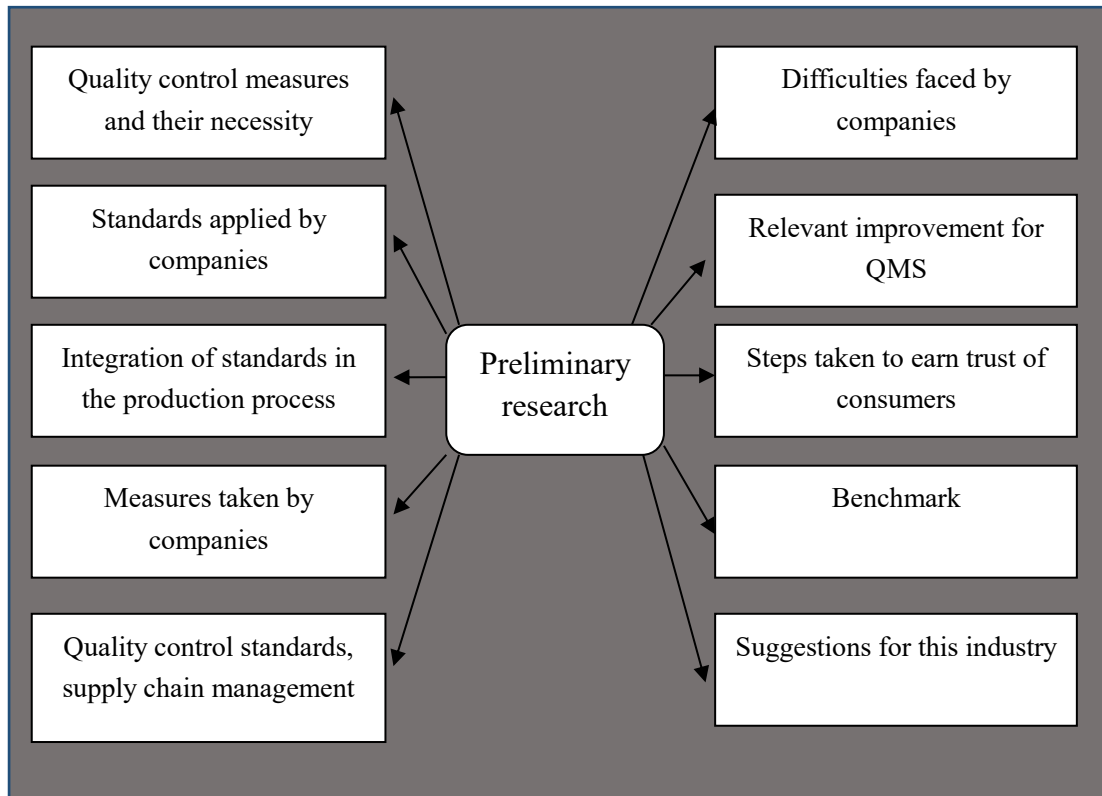 Quality control measures
and their necessity
Standards applied by
companies
Integration of standards in
the production process
Measures taken by
companies
Quality control standards,
supply chain management
Preliminary
research
Difficulties faced by
companies
Relevant improvement for
QMS
Steps taken to earn trust of
consumers
Benchmark
Suggestions for this industry